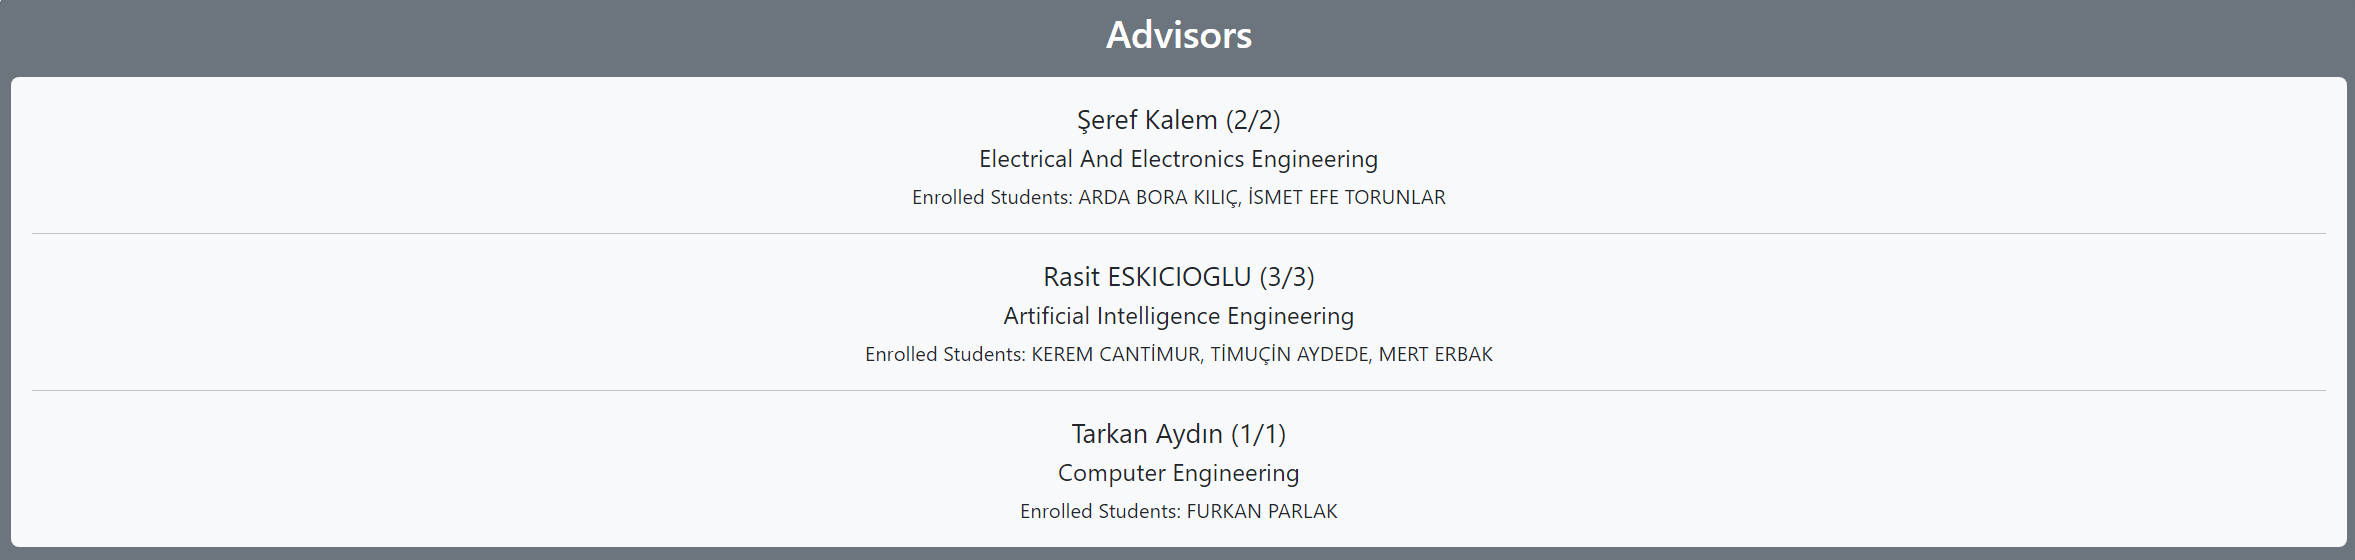 Advisors
Şeref Kalem (2/2)
Electrical And Electronics Engineering
Enrolled Students: ARDA BORA KILIÇ, İSMET EFE TORUNLAR
Rasit ESKICIOGLU (3/3)
Artificial Intelligence Engineering
Enrolled Students: KEREM CANTİMUR, TİMUÇİN AYDEDE, MERT ERBAK
Tarkan Aydın (1/1)
Computer Engineering
Enrolled Students: FURKAN PARLAK